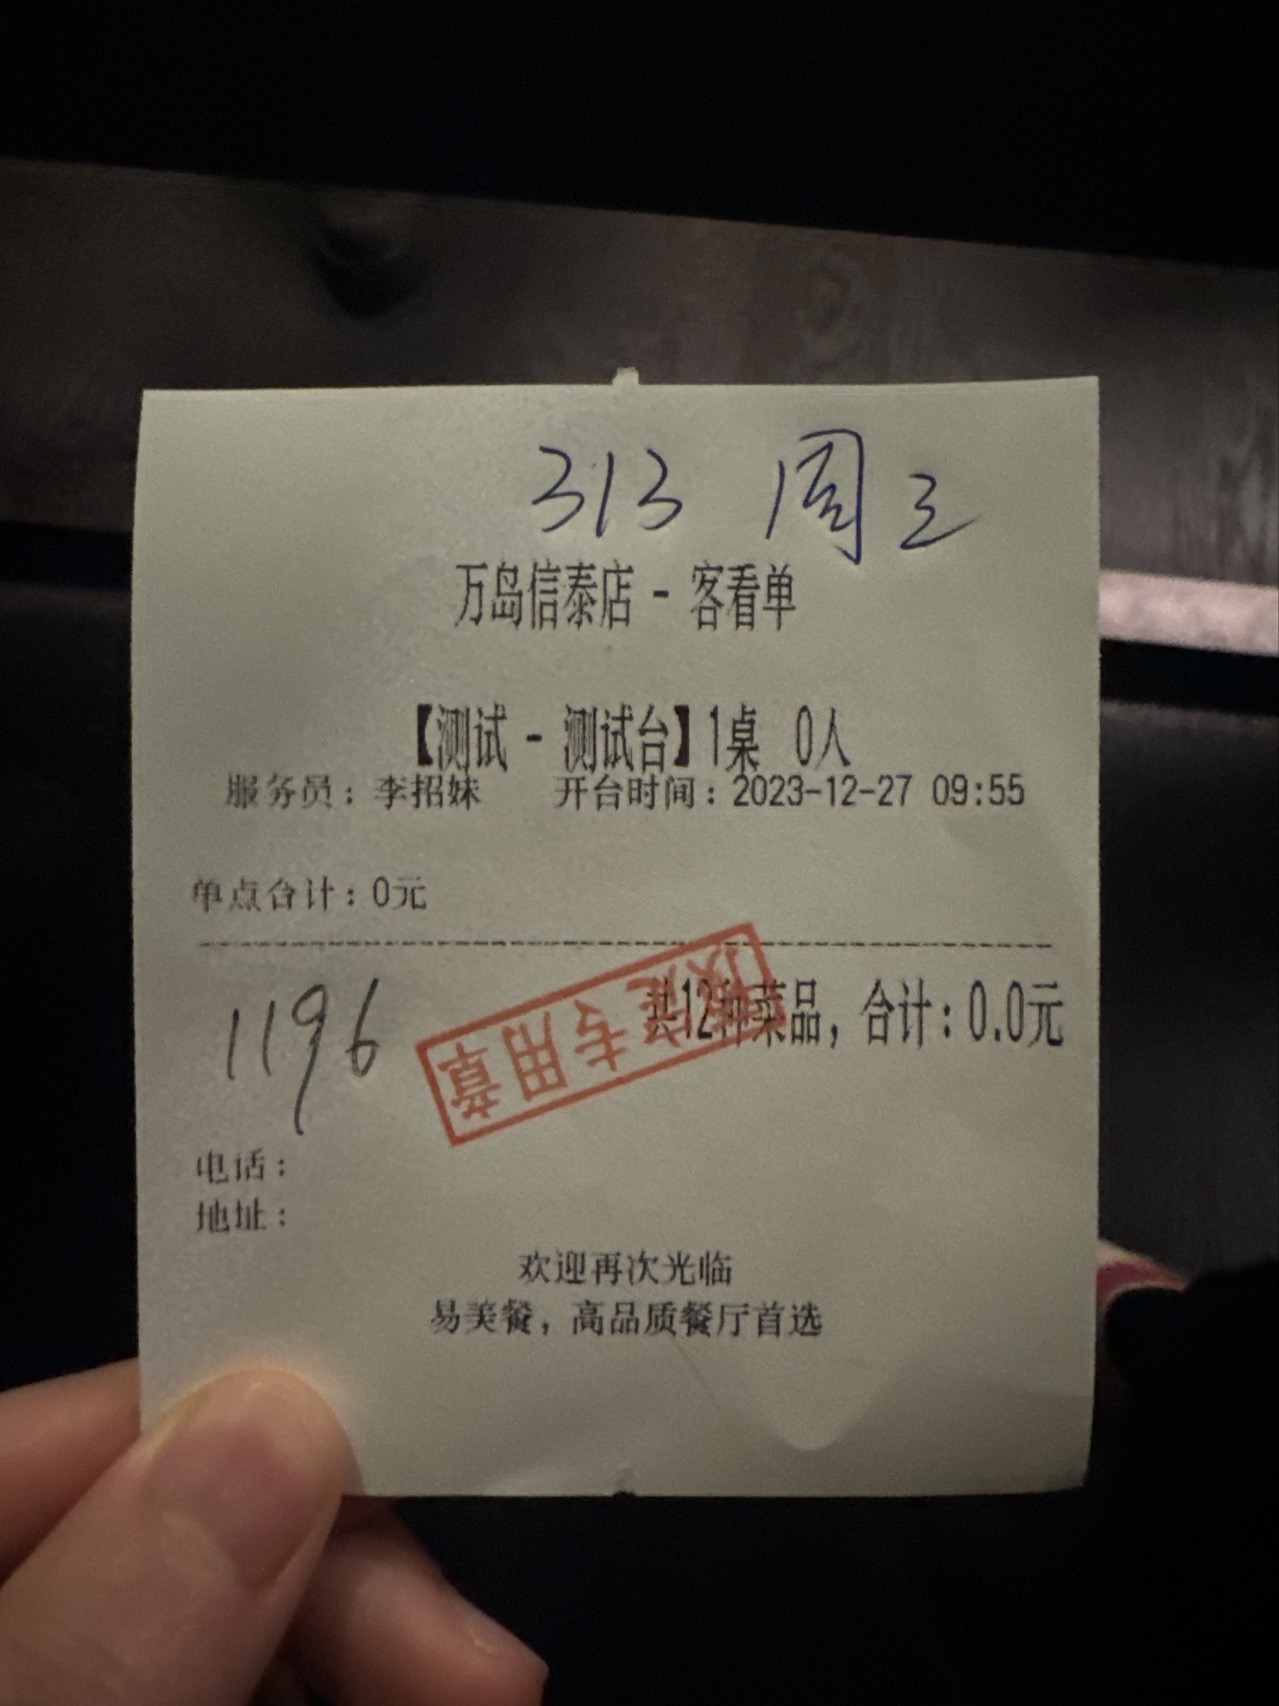 313 周三
万岛信泰店 - 客看单
【测试 - 测试台】1桌 0人
服务员：李招妹 开台时间：2023-12-27 09:55
单点合计：0元
共12种菜品，合计：0.0元
1196
专用章
电话：
地址：
欢迎再次光临
易美餐，高品质餐厅首选